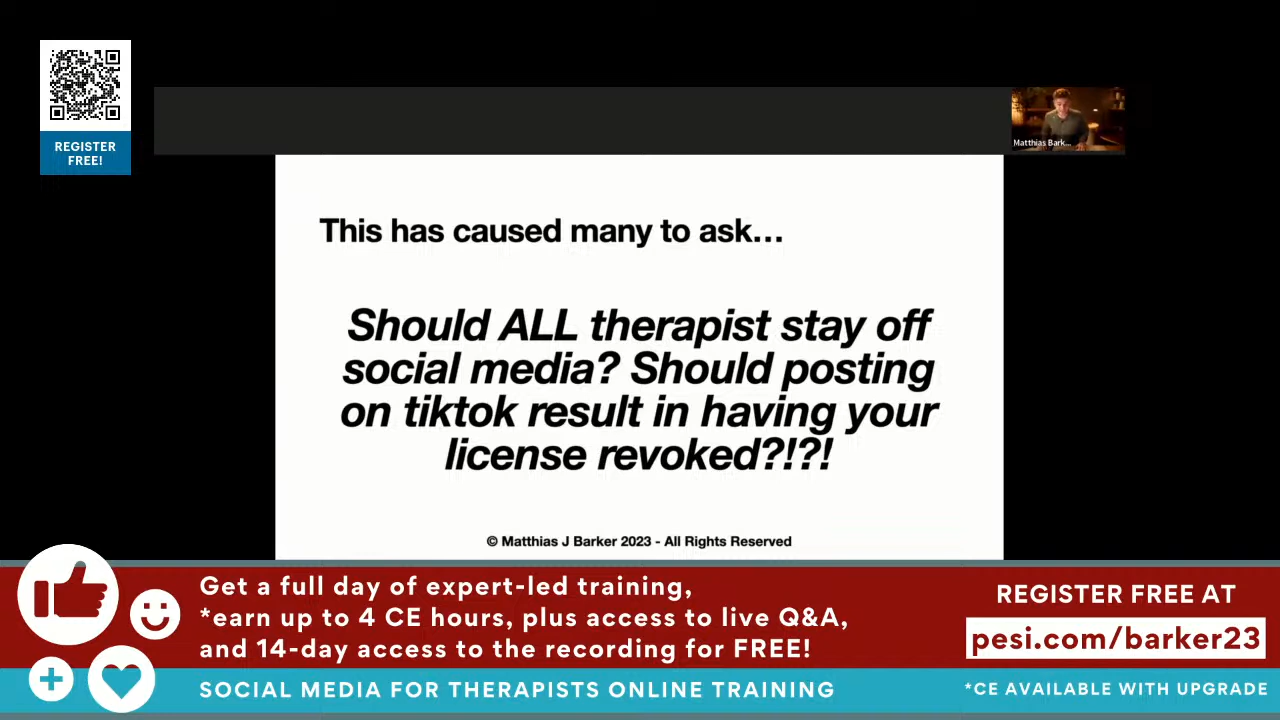 REGISTER
FREE!
Matthias Bark...
This has caused many to ask...
Should ALL therapist stay off
social media? Should posting
on tiktok result in having your
license revoked?!?!
© Matthias J Barker 2023 - All Rights Reserved
Get a full day of expert-led training,
*earn up to 4 CE hours, plus access to live Q&A,
and 14-day access to the recording for FREE!
REGISTER FREE AT
pesi.com/barker23
SOCIAL MEDIA FOR THERAPISTS ONLINE TRAINING
*CE AVAILABLE WITH UPGRADE